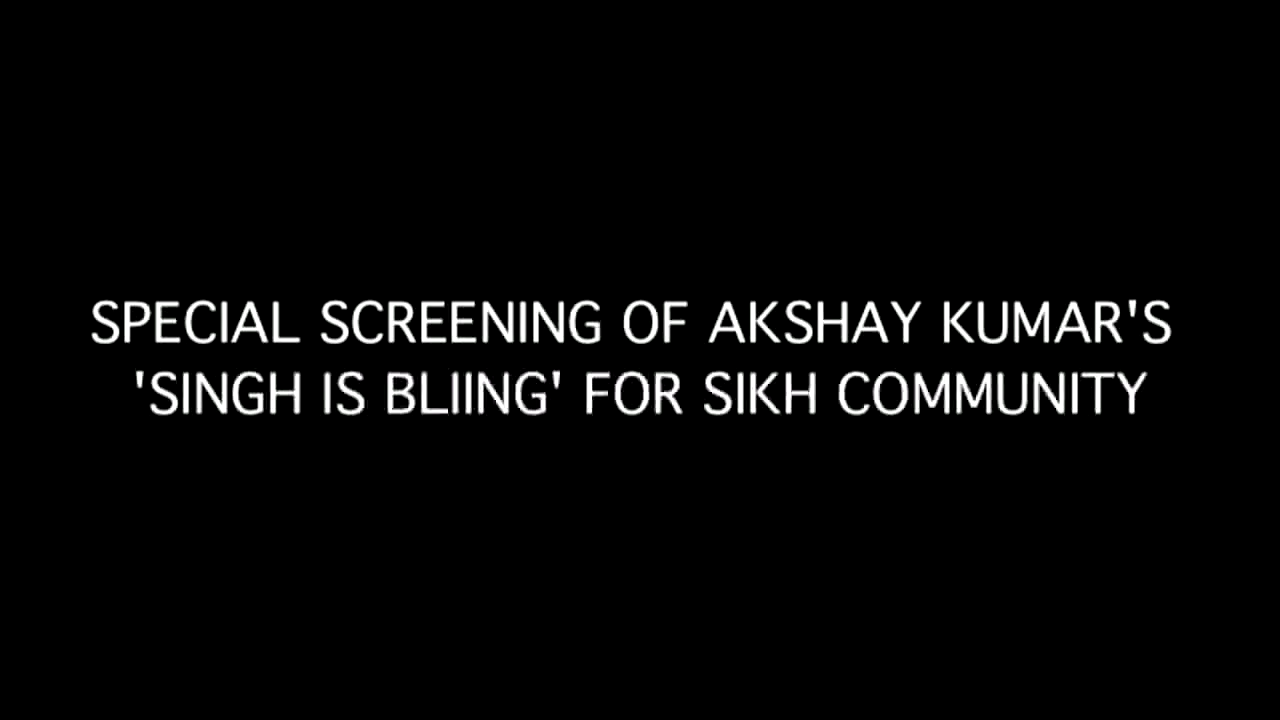 SPECIAL SCREENING OF AKSHAY KUMAR'S
'SINGH IS BLIING' FOR SIKH COMMUNITY